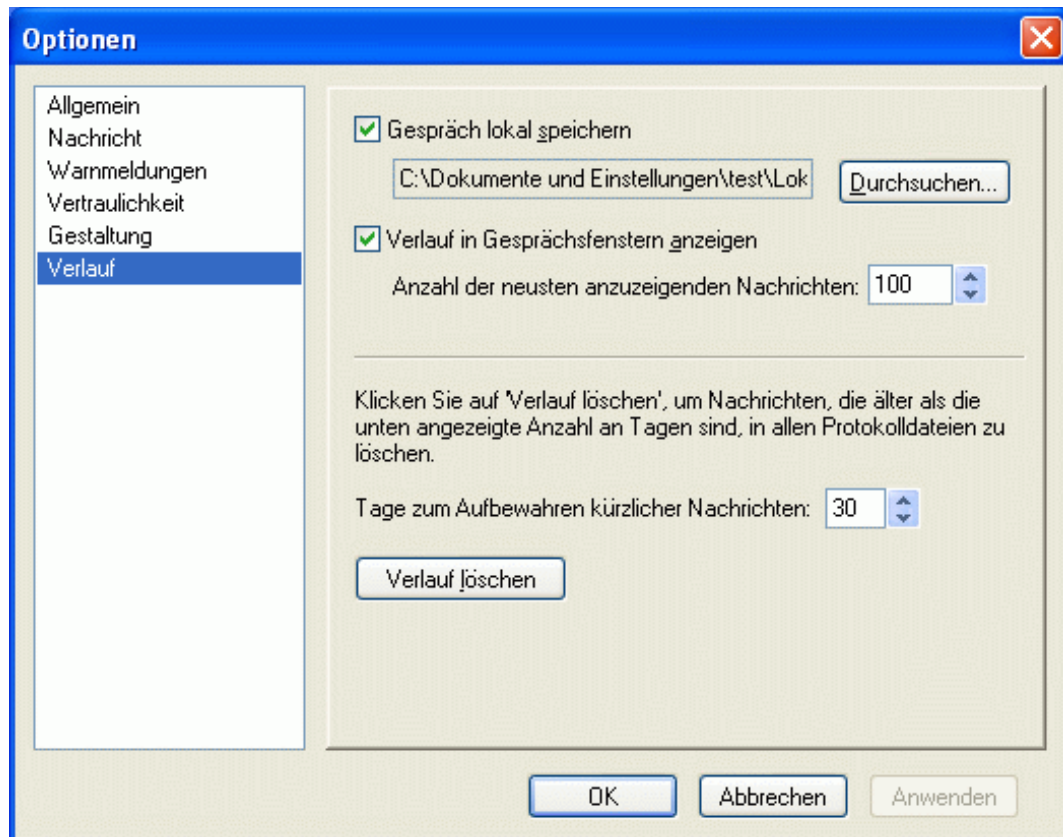 Optionen
Allgemein
Nachricht
Warnmeldungen
Vertraulichkeit
Gestaltung
Verlauf
Gespräch lokal speichern
C:\Dokumente und Einstellungen\test\Lok
Durchsuchen...
Verlauf in Gesprächsfenstern anzeigen
Anzahl der neusten anzuzeigenden Nachrichten: 100
Klicken Sie auf 'Verlauf löschen', um Nachrichten, die älter als die
unten angezeigte Anzahl an Tagen sind, in allen Protokolldateien zu
löschen.
Tage zum Aufbewahren kürzlicher Nachrichten: 30
Verlauf löschen
OK Abbrechen Anwenden